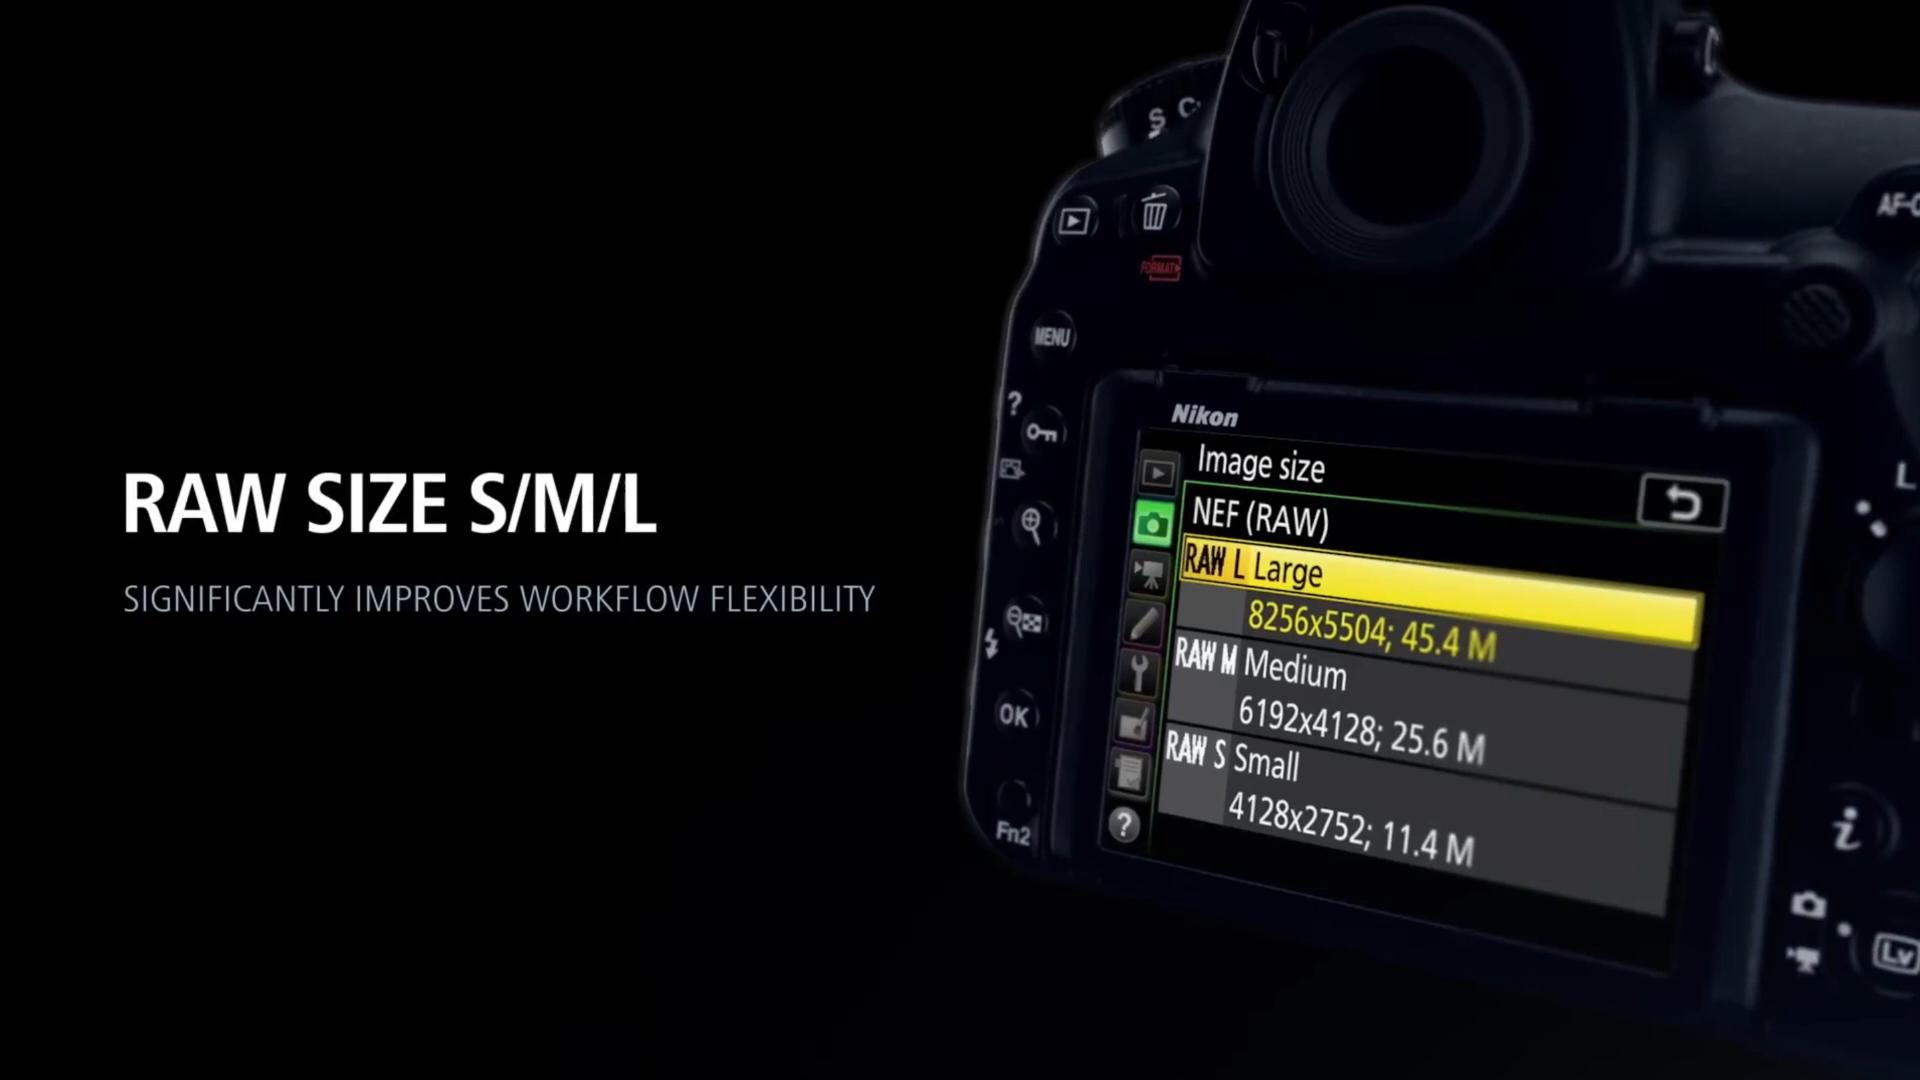 RAW SIZE S/M/L
SIGNIFICANTLY IMPROVES WORKFLOW FLEXIBILITY
S C
AF-C
FORMAT
MENU
?
Nikon
Image size
NEF (RAW)
RAW L Large
8256x5504; 45.4 M
RAW M Medium
6192x4128; 25.6 M
RAW S Small
4128x2752; 11.4 M
?
OK
Fn2
L
i
Lv